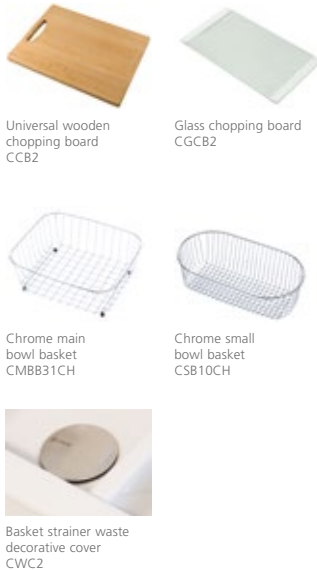 Universal wooden
chopping board
CCB2
Glass chopping board
CGCB2
Chrome main
bowl basket
CMBB31CH
Chrome small
bowl basket
CSB10CH
Basket strainer waste
decorative cover
CWC2